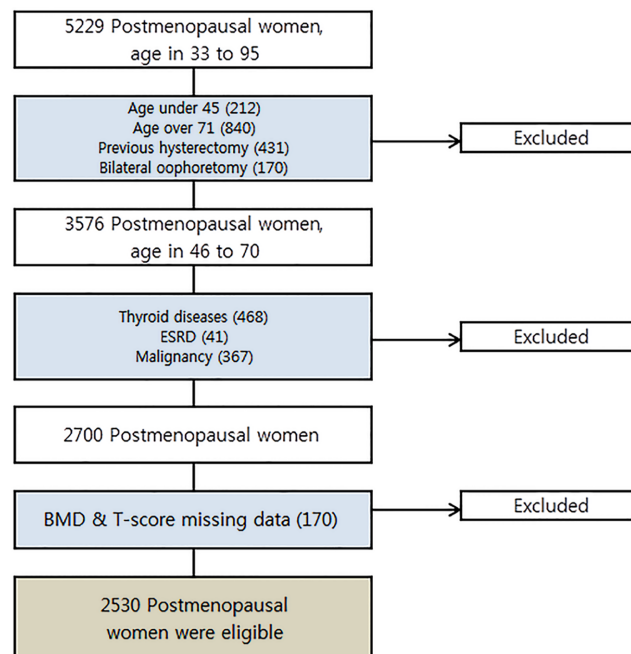 5229 Postmenopausal women,
age in 33 to 95
Age under 45 (212)
Age over 71 (840)
Previous hysterectomy (431)
Bilateral oophoretomy (170)
Excluded
3576 Postmenopausal women,
age in 46 to 70
Thyroid diseases (468)
ESRD (41)
Malignancy (367)
Excluded
2700 Postmenopausal women
BMD & T-score missing data (170)
Excluded
2530 Postmenopausal
women were eligible